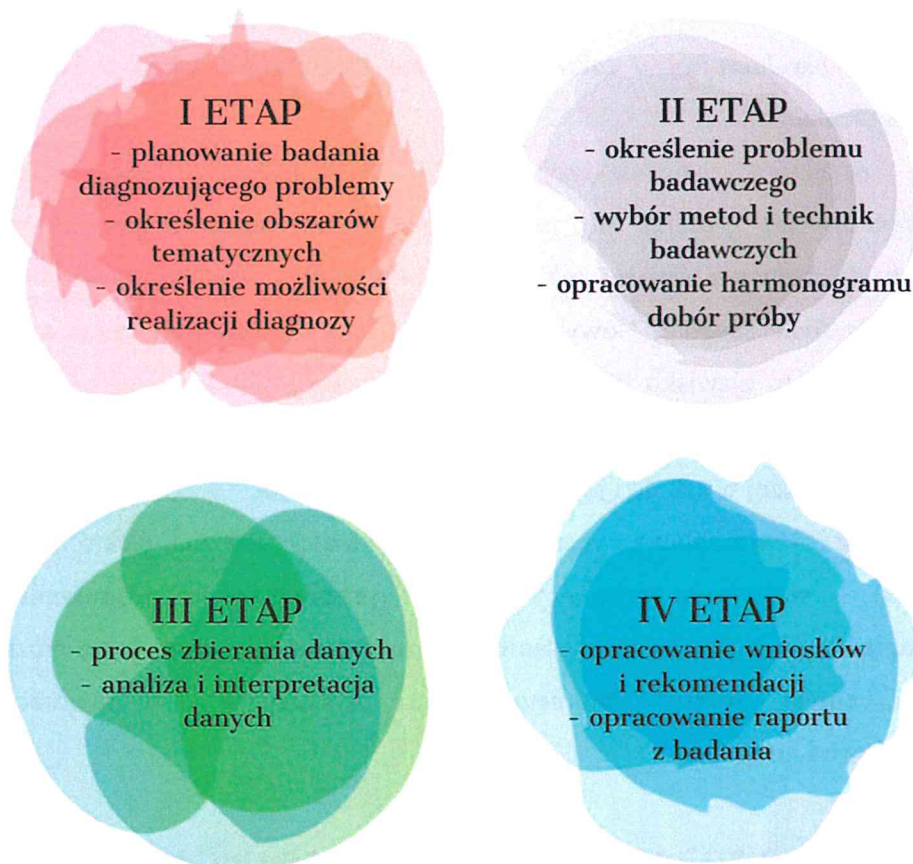 I ETAP
- planowanie badania
diagnozującego problemy
- określenie obszarów
tematycznych
- określenie możliwości
realizacji diagnozy
II ETAP
- określenie problemu
badawczego
- wybór metod i technik
badawczych
- opracowanie harmonogramu
dobór próby
III ETAP
- proces zbierania danych
- analiza i interpretacja
danych
IV ETAP
- opracowanie wniosków
i rekomendacji
- opracowanie raportu
z badania